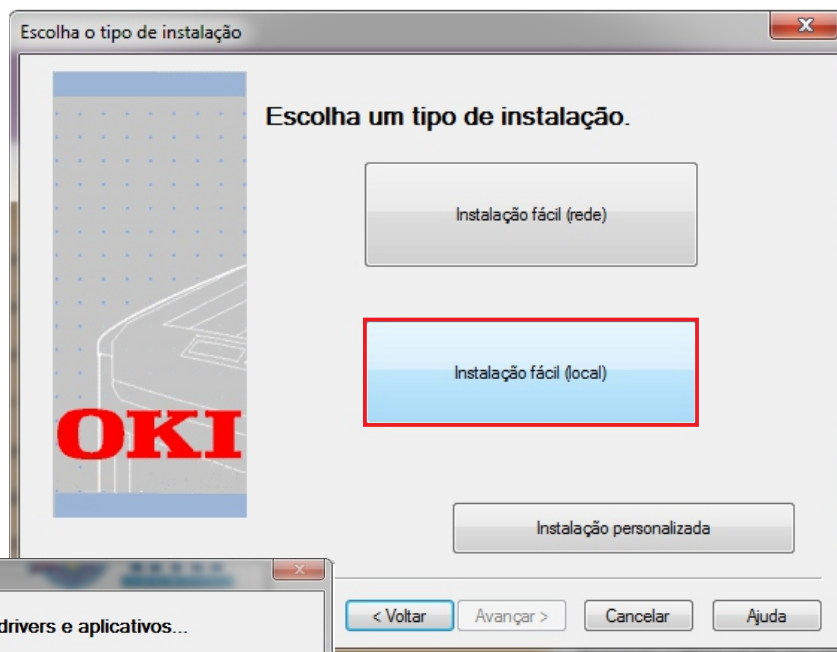 Escolha o tipo de instalação
Escolha um tipo de instalação.
Instalação fácil (rede)
Instalação fácil (local)
OKI
Instalação personalizada
< Voltar Avançar > Cancelar Ajuda
drivers e aplicativos...